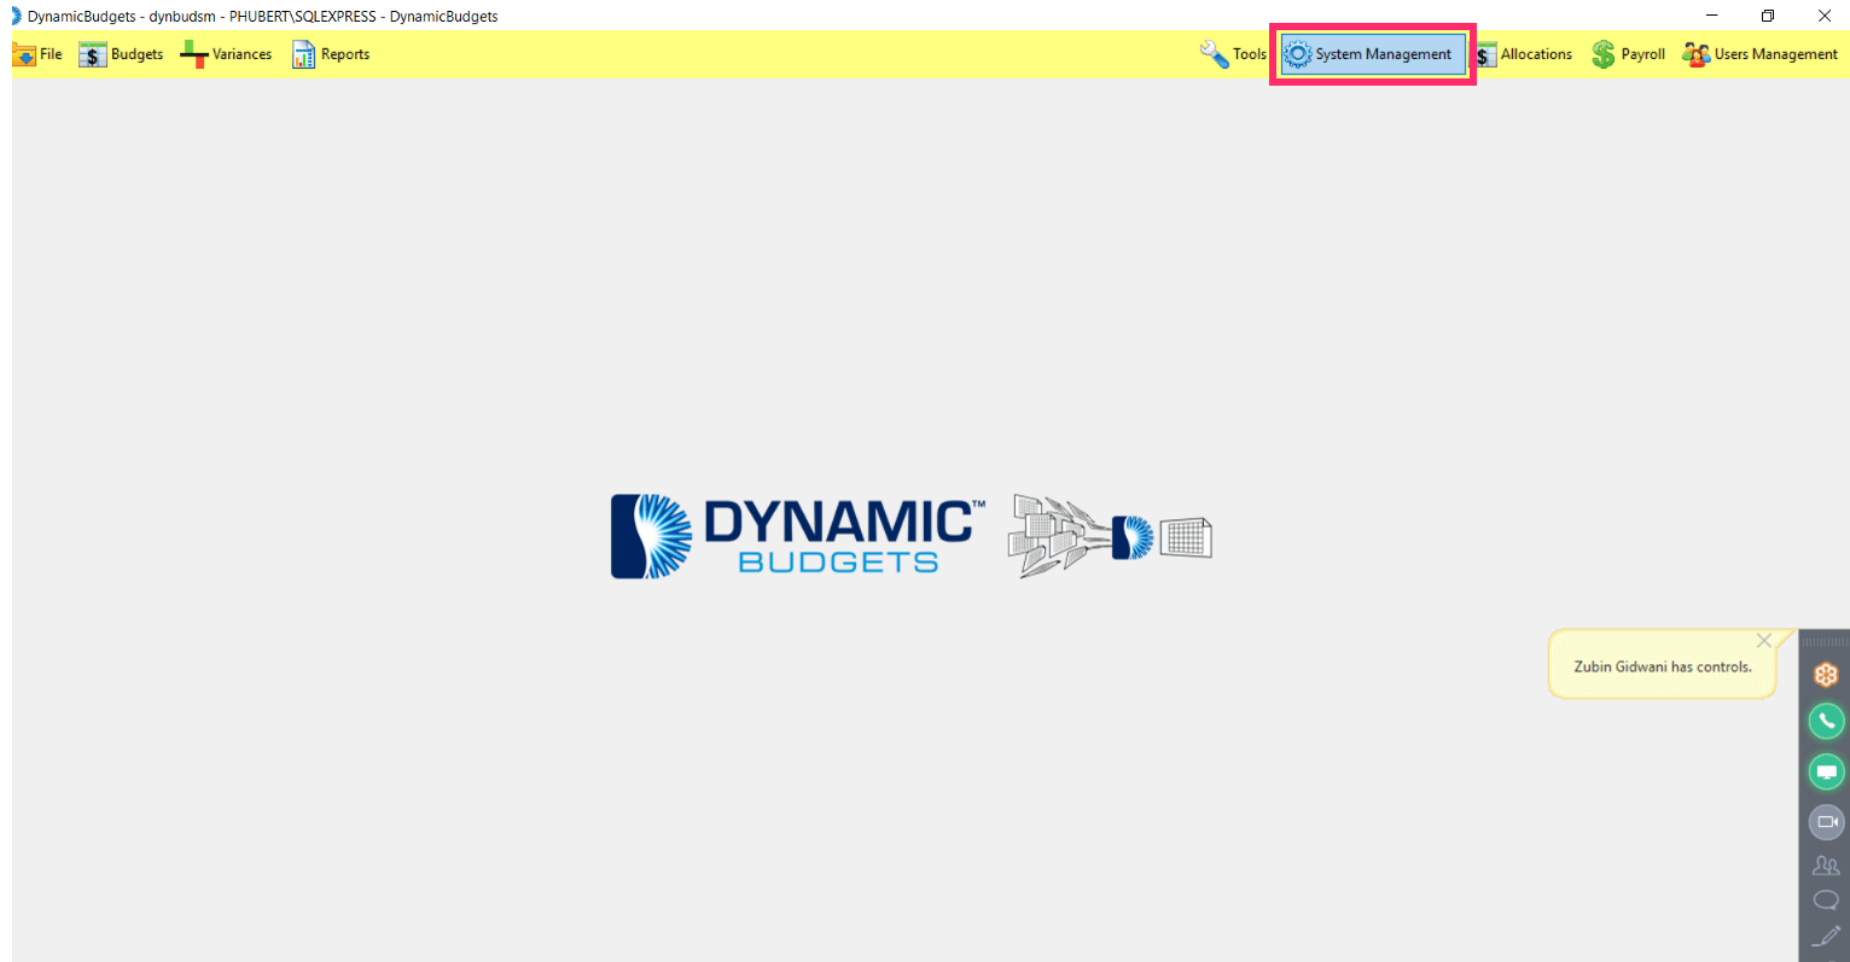 DynamicBudgets - dynbudsm - PHUBERT\SQLEXPRESS - DynamicBudgets
File Budgets Variances Reports Tools System Management Allocations Payroll Users Management
DYNAMIC™
BUDGETS
Zubin Gidwani has controls.